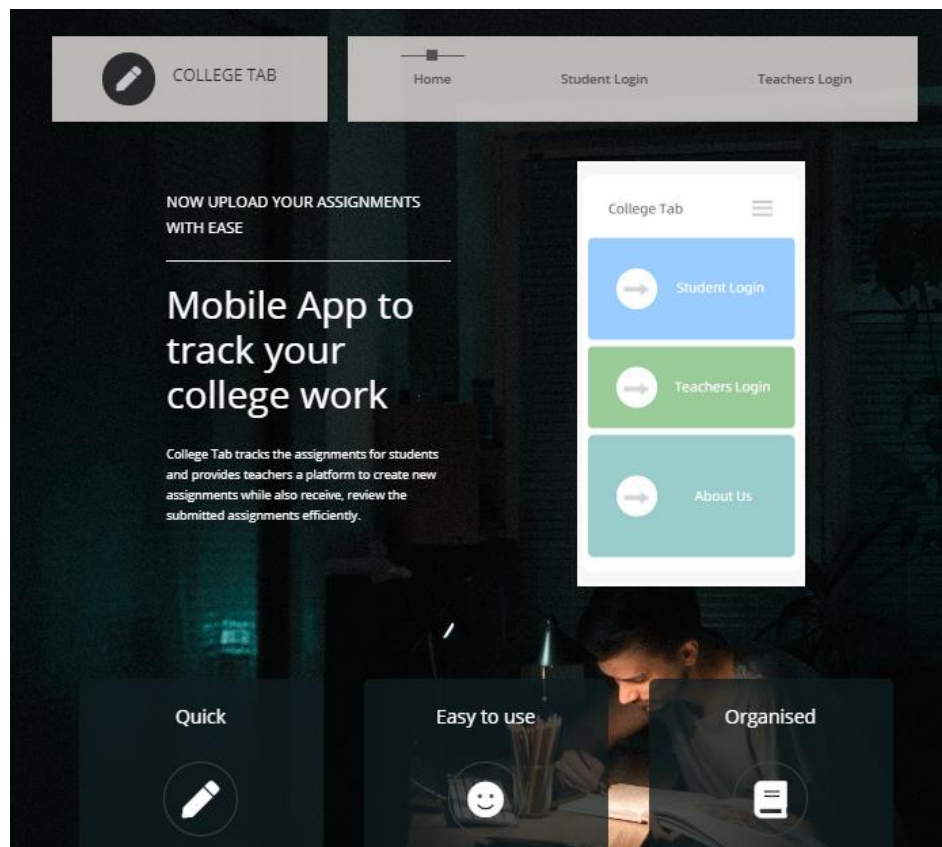 COLLEGE TAB
Home Student Login Teachers Login
NOW UPLOAD YOUR ASSIGNMENTS
WITH EASE
Mobile App to
track your
college work
College Tab tracks the assignments for students
and provides teachers a platform to create new
assignments while also receive, review the
submitted assignments efficiently.
College Tab
Student Login
Teachers Login
About Us
Quick
Easy to use
Organised